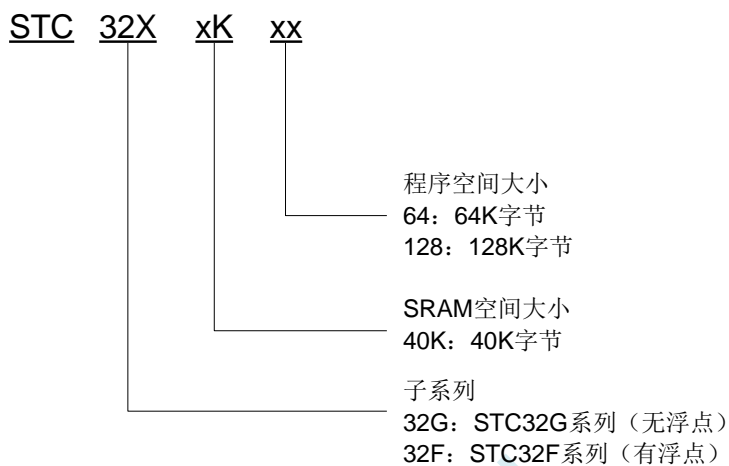 STC 32X xK xx
程序空间大小
64：64K字节
128：128K字节
SRAM空间大小
40K：40K字节
子系列
32G：STC32G系列（无浮点）
32F：STC32F系列（有浮点）